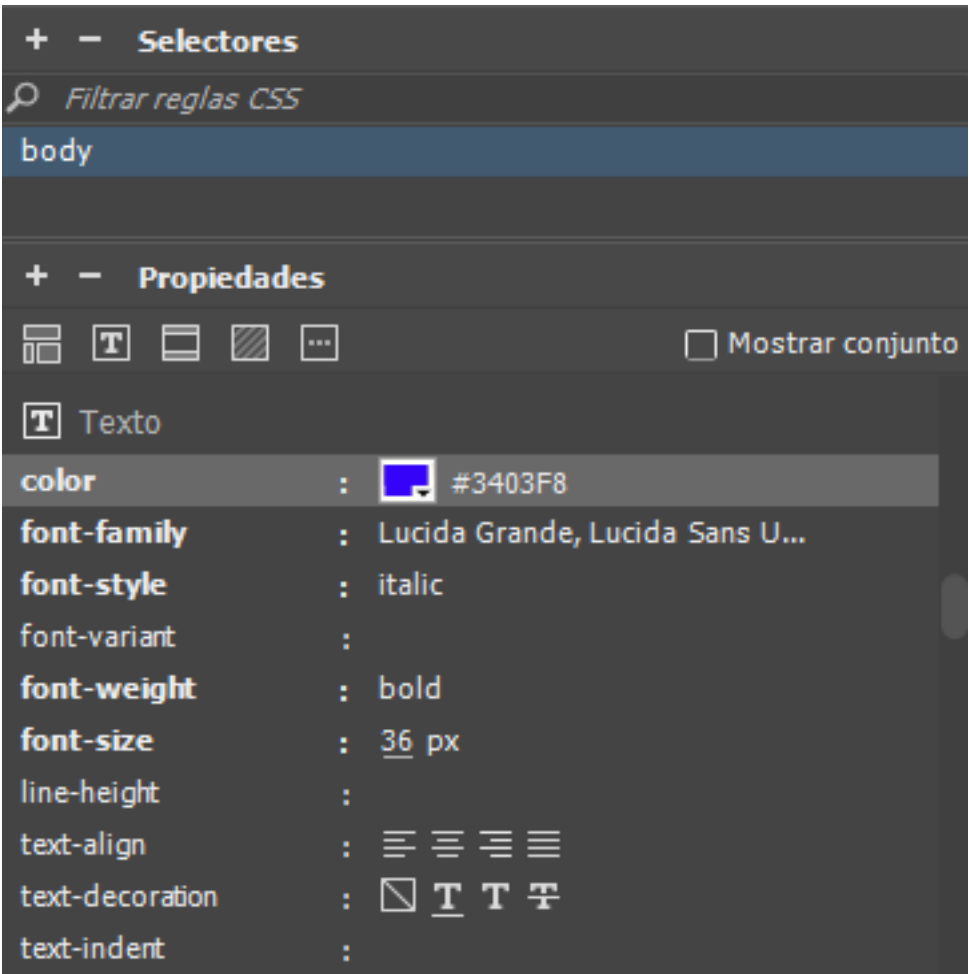 + − Selectores
Filtrar reglas CSS
body
+ − Propiedades
T ... Mostrar conjunto
T Texto
color : #3403F8
font-family : Lucida Grande, Lucida Sans U...
font-style : italic
font-variant :
font-weight : bold
font-size : 36 px
line-height :
text-align :
text-decoration : T T T
text-indent :